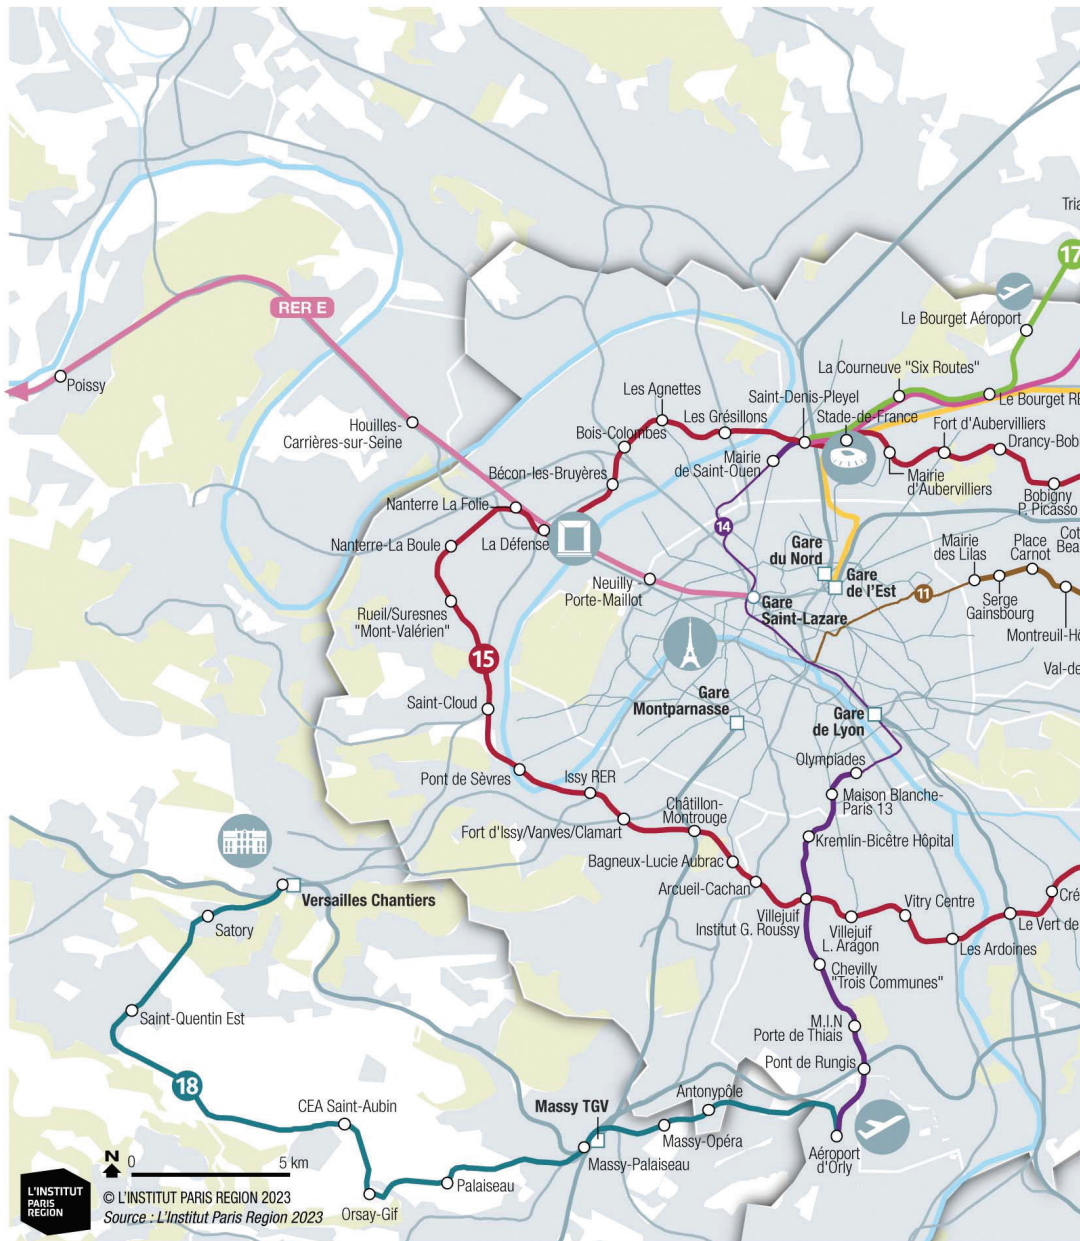 Tria
17
RER E
Le Bourget Aéroport
Poissy
La Courneuve "Six Routes"
Les Agnettes
Saint-Denis-Pleyel
Le Bourget RE
Les Grésillons
Stade-de-France
Houilles-
Carrières-sur-Seine
Bois-Colombes
Fort d'Aubervilliers
Mairie
de Saint-Ouen
Drancy-Bob
Bécon-les-Bruyères
Mairie
d'Aubervilliers
Bobigny
P. Picasso
Nanterre La Folie
14
Nanterre-La Boule
La Défense
Gare
du Nord
Mairie
des Lilas
Place
Carnot
Cot
Bea
Neuilly -
Porte-Maillot
Gare
de l'Est
11
Rueil/Suresnes
"Mont-Valérien"
Gare
Saint-Lazare
Serge
Gainsbourg
Montreuil-Hô
15
Val-de
Saint-Cloud
Gare
Montparnasse
Gare
de Lyon
Pont de Sèvres
Issy RER
Olympiades
Maison Blanche-
Paris 13
Châtillon-
Montrouge
Fort d'Issy/Vanves/Clamart
Kremlin-Bicêtre Hôpital
Bagneux-Lucie Aubrac
Arcueil-Cachan
Versailles Chantiers
Villejuif
Institut G. Roussy
Villejuif
L. Aragon
Vitry Centre
Cré
Le Vert de
Satory
Les Ardoines
Chevilly
"Trois Communes"
Saint-Quentin Est
M.I.N
Porte de Thiais
Pont de Rungis
18
CEA Saint-Aubin
Massy TGV
Antonypôle
Massy-Opéra
Massy-Palaiseau
Aéroport
d'Orly
Palaiseau
Orsay-Gif
N
0 5 km
L'INSTITUT
PARIS
REGION
© L'INSTITUT PARIS REGION 2023
Source : L'Institut Paris Region 2023